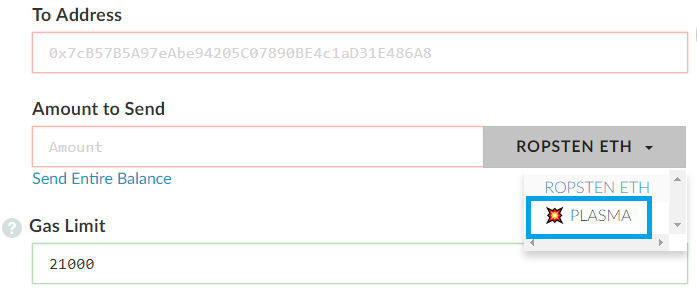 To Address
0x7cB57B5A97eAbe94205C07890BE4c1aD31E486A8
Amount to Send
Amount
ROPSTEN ETH
Send Entire Balance
ROPSTEN ETH
PLASMA
? Gas Limit
21000